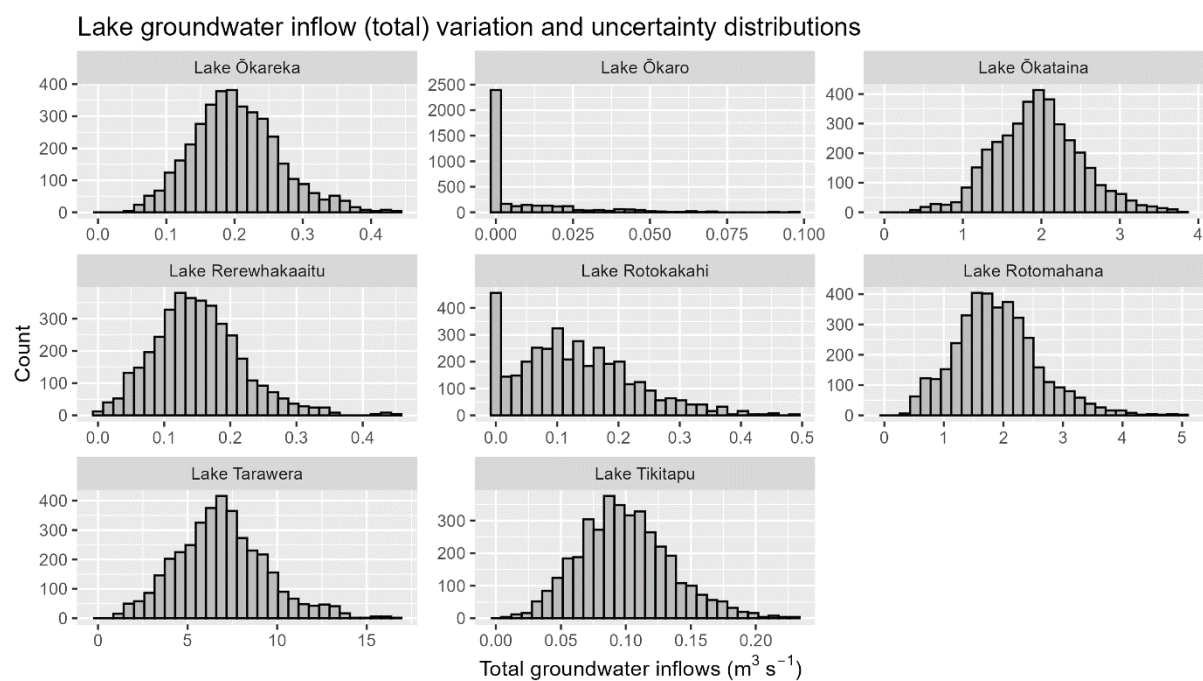 Lake groundwater inflow (total) variation and uncertainty distributions
Lake Ōkareka
Lake Ōkaro
Lake Ōkataina
400
300
200
100
0
0.0 0.1 0.2 0.3 0.4
2500
2000
1500
1000
500
0
0.000 0.025 0.050 0.075 0.100
400
300
200
100
0
0 1 2 3 4
Lake Rerewhakaaitu
Lake Rotokakahi
Lake Rotomahana
300
200
100
0
0.0 0.1 0.2 0.3 0.4
400
300
200
100
0
0.0 0.1 0.2 0.3 0.4 0.5
400
300
200
100
0
0 1 2 3 4 5
Lake Tarawera
Lake Tikitapu
400
300
200
100
0
0 5 10 15
300
200
100
0
0.00 0.05 0.10 0.15 0.20
Count
Total groundwater inflows (m³ s⁻¹)